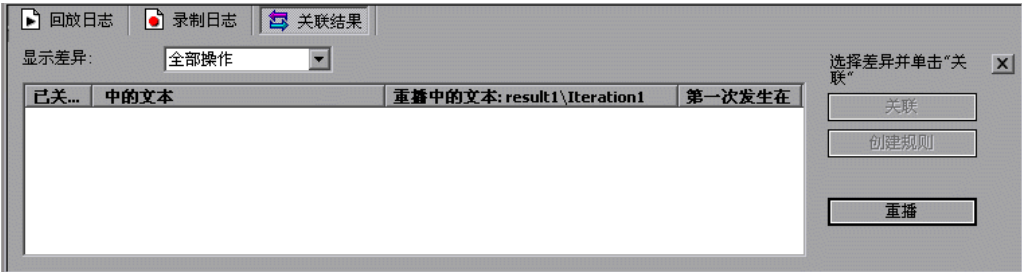 回放日志 录制日志 关联结果
显示差异: 全部操作
选择差异并单击“关
联“
已关... 中的文本 重播中的文本: result1\Iteration1 第一次发生在
关联
创建规则
重播